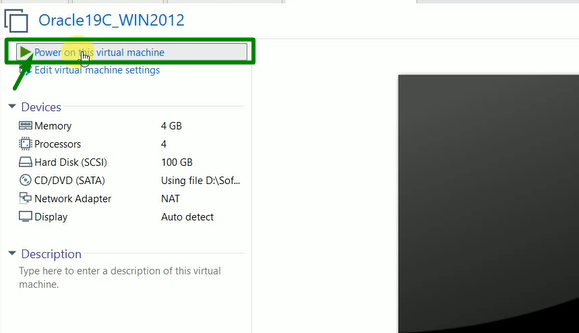 Oracle19C_WIN2012
Power on this virtual machine
Edit virtual machine settings
Devices
Memory 4 GB
Processors 4
Hard Disk (SCSI) 100 GB
CD/DVD (SATA) Using file D:\Sof...
Network Adapter NAT
Display Auto detect
Description
Type here to enter a description of this virtual
machine.